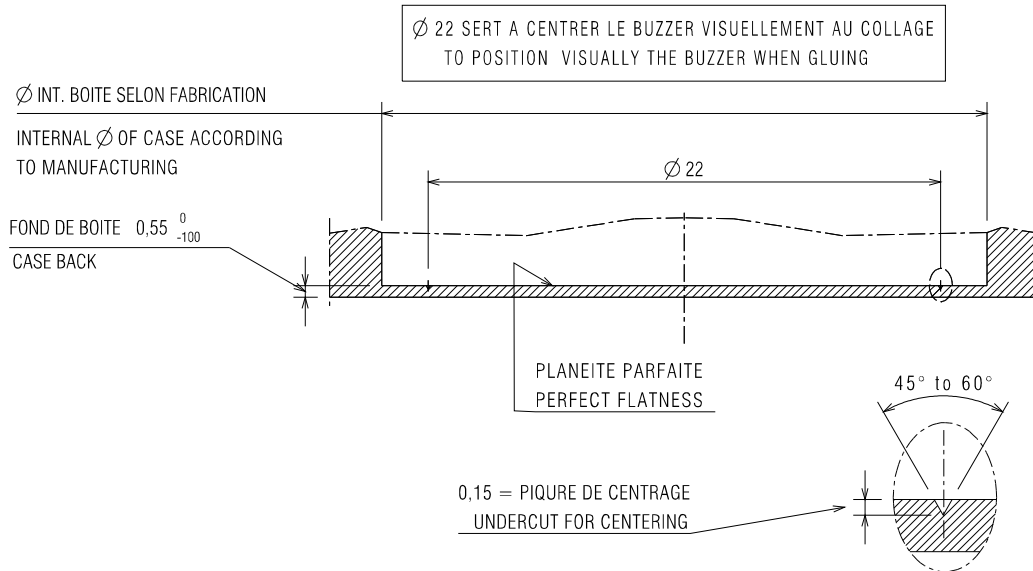 Ø 22 SERT A CENTRER LE BUZZER VISUELLEMENT AU COLLAGE
TO POSITION VISUALLY THE BUZZER WHEN GLUING
Ø INT. BOITE SELON FABRICATION
INTERNAL Ø OF CASE ACCORDING
TO MANUFACTURING
Ø 22
FOND DE BOITE 0,55 0 -100
CASE BACK
PLANEITE PARFAITE
PERFECT FLATNESS
45° to 60°
0,15 = PIQURE DE CENTRAGE
UNDERCUT FOR CENTERING